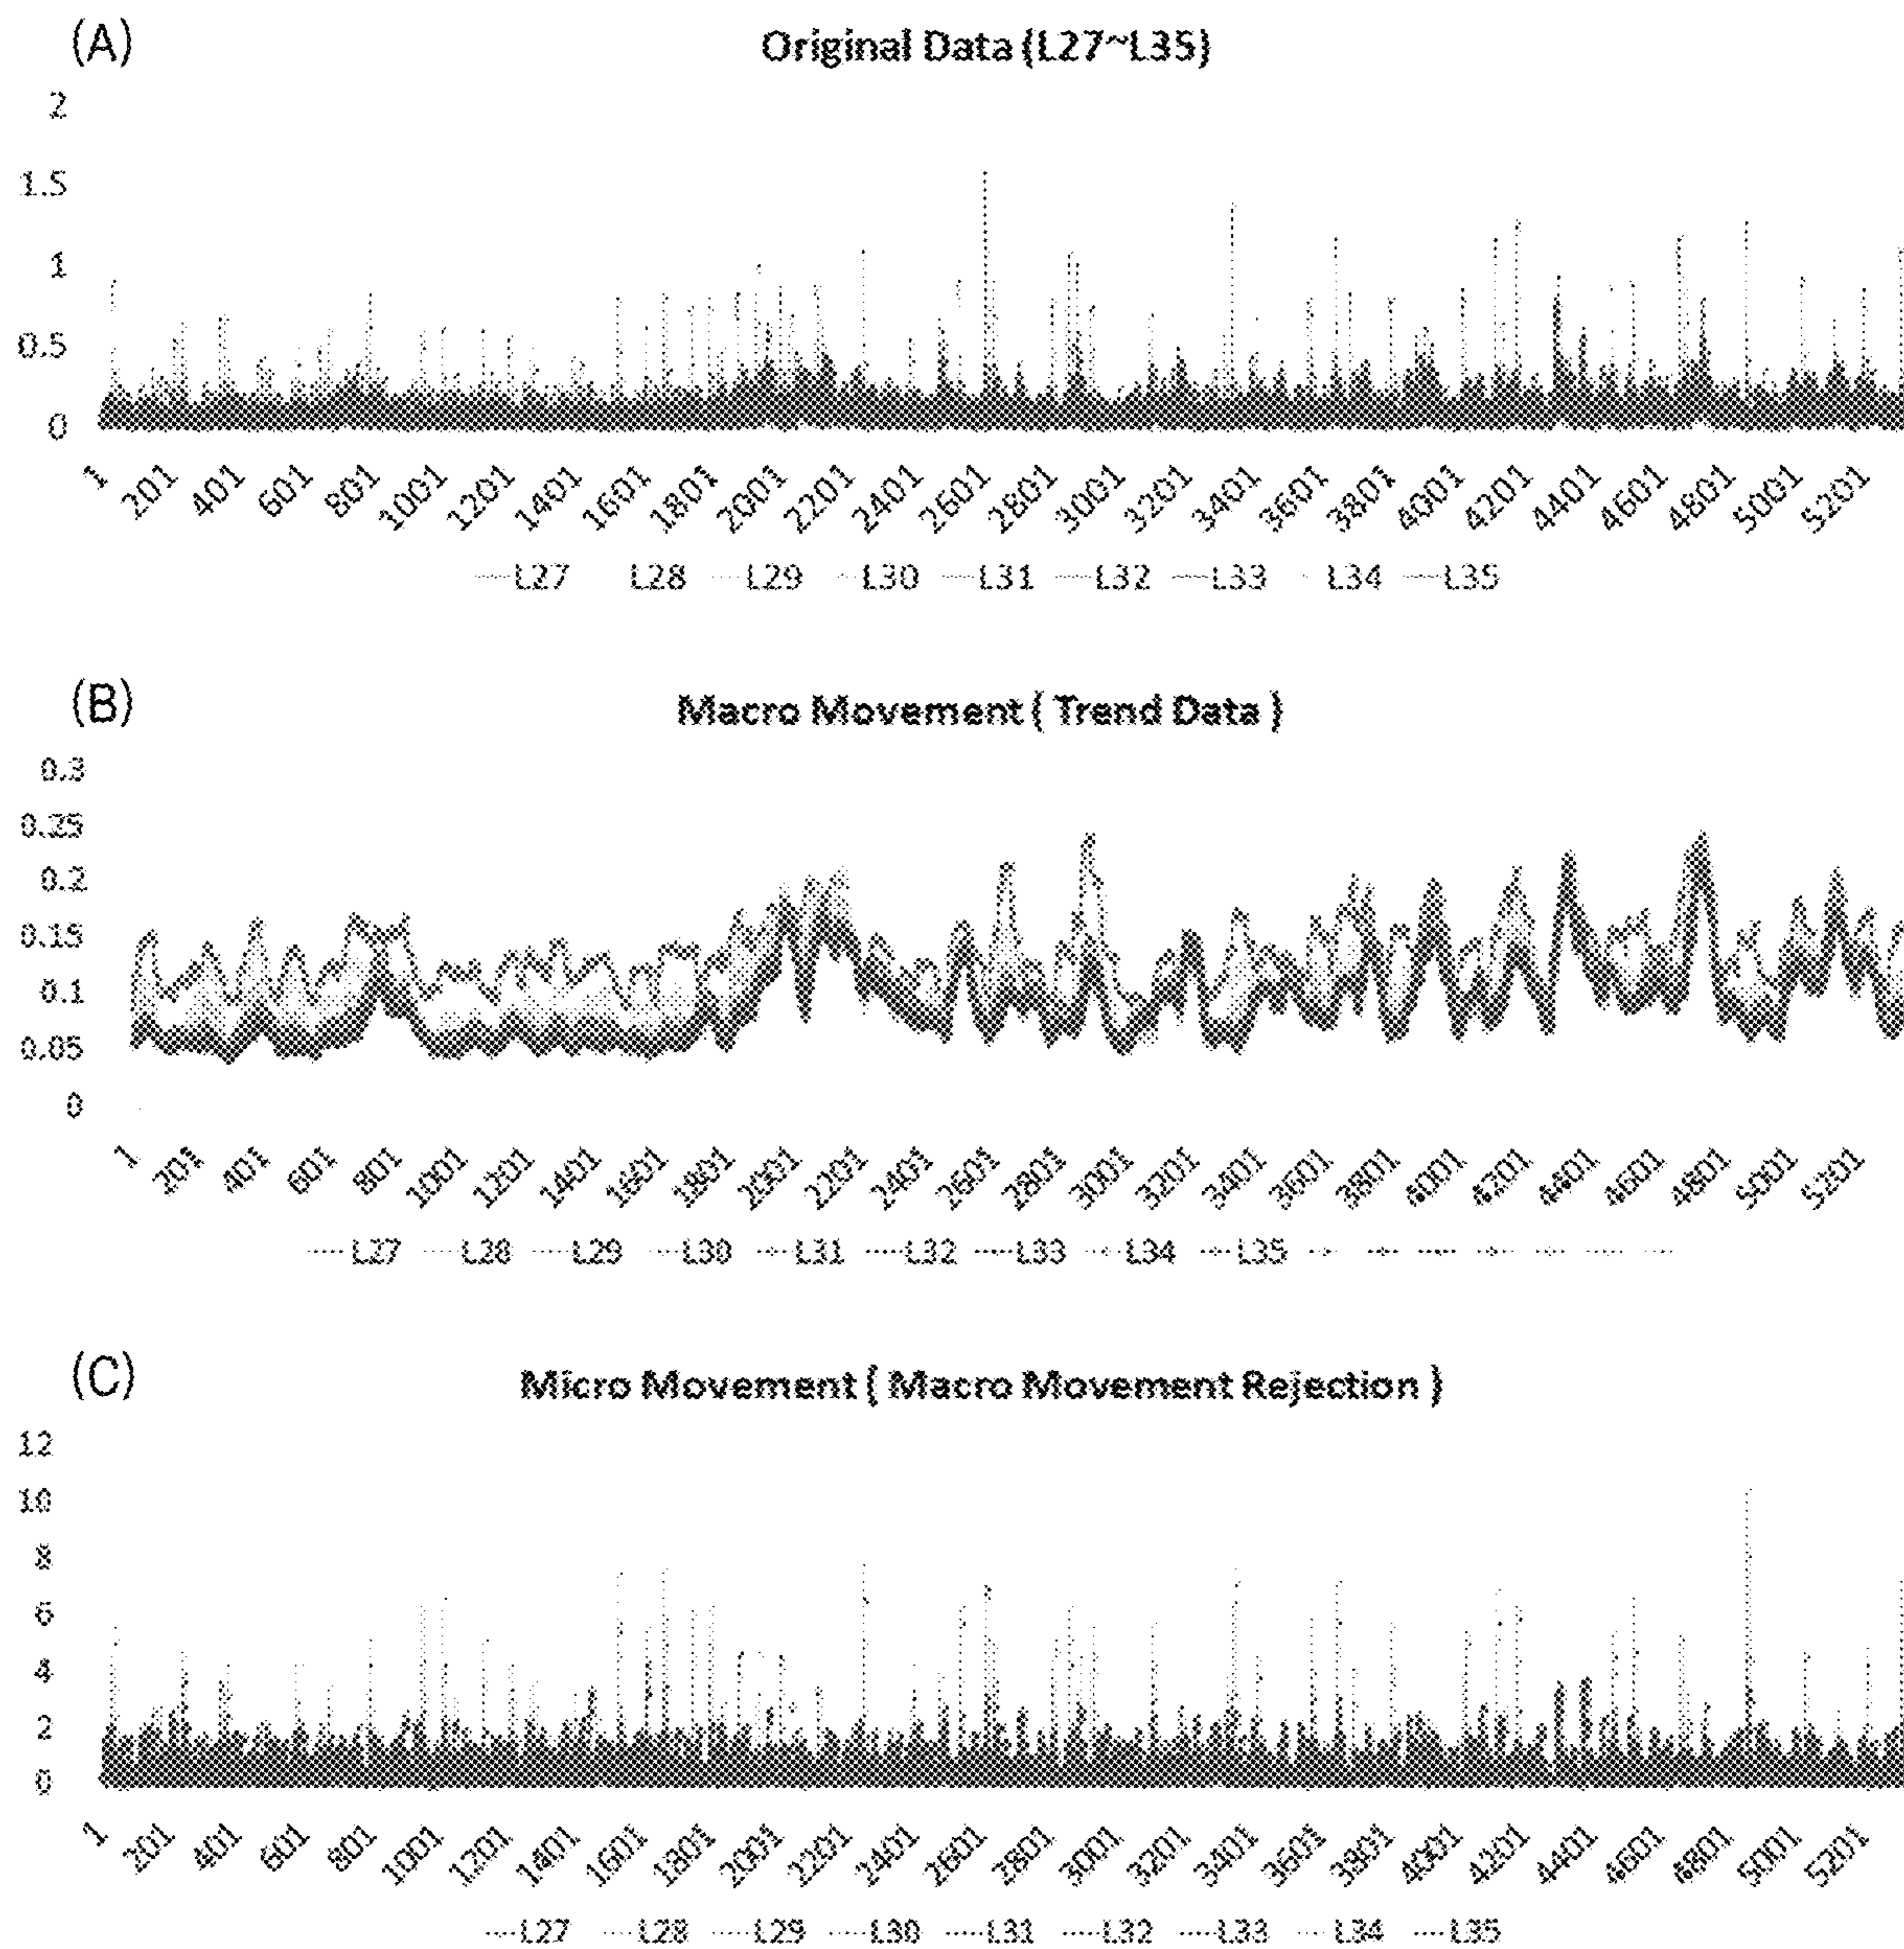 (A)
Original Data (L27~L35)
2
1.5
1
0.5
0
1 201 401 601 801 1001 1201 1401 1601 1801 2001 2201 2401 2601 2801 3001 3201 3401 3601 3801 4001 4201 4401 4601 4801 5001 5201
L27 L28 L29 L30 L31 L32 L33 L34 L35
(B)
Macro Movement ( Trend Data )
0.3
0.25
0.2
0.15
0.1
0.05
0
1 201 401 601 801 1001 1201 1401 1601 1801 2001 2201 2401 2601 2801 3001 3201 3401 3601 3801 4001 4201 4401 4601 4801 5001 5201
L27 L28 L29 L30 L31 L32 L33 L34 L35
(C)
Micro Movement ( Macro Movement Rejection )
12
10
8
6
4
2
0
1 201 401 601 801 1001 1201 1401 1601 1801 2001 2201 2401 2601 2801 3001 3201 3401 3601 3801 4001 4201 4401 4601 4801 5001 5201
L27 L28 L29 L30 L31 L32 L33 L34 L35